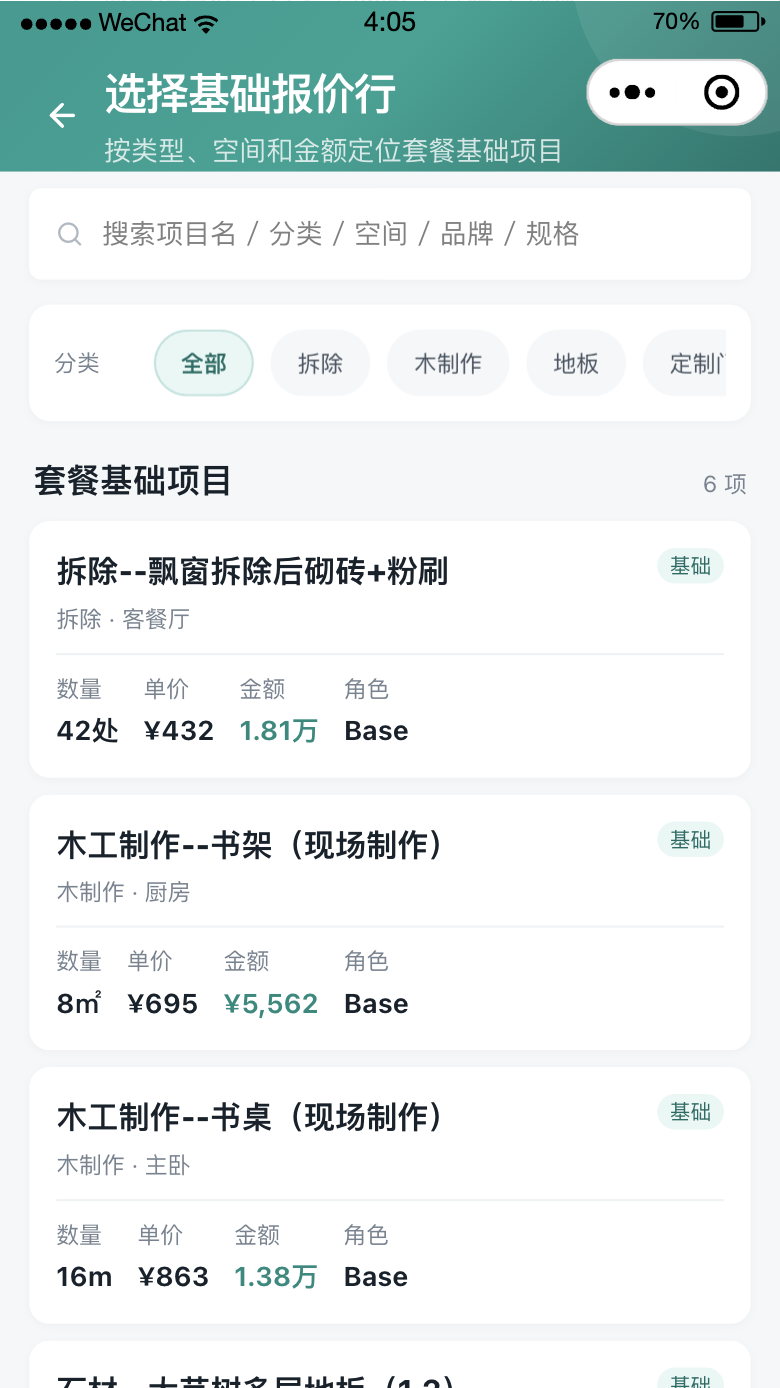 WeChat 4:05 70%
选择基础报价行
按类型、空间和金额定位套餐基础项目
搜索项目名 / 分类 / 空间 / 品牌 / 规格
分类 全部 拆除 木制作 地板 定制
套餐基础项目 6 项
拆除--飘窗拆除后砌砖+粉刷 基础
拆除 · 客餐厅
数量 单价 金额 角色
42处 ¥432 1.81万 Base
木工制作--书架（现场制作） 基础
木制作 · 厨房
数量 单价 金额 角色
8㎡ ¥695 ¥5,562 Base
木工制作--书桌（现场制作） 基础
木制作 · 主卧
数量 单价 金额 角色
16m ¥863 1.38万 Base
基础